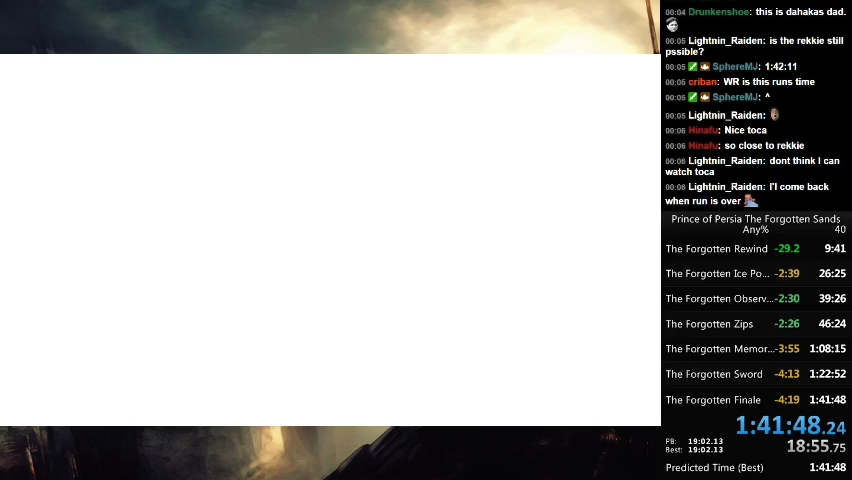 00:04 Drunkenshoe: this is dahakas dad.
00:05 Lightnin_Raiden: is the rekkie still
pssible?
00:05 SphereMJ: 1:42:11
00:05 criban: WR is this runs time
00:05 SphereMJ: ^
00:05 Lightnin_Raiden:
00:06 Hinafu: Nice toca
00:06 Hinafu: so close to rekkie
00:06 Lightnin_Raiden: dont think I can
watch toca
00:06 Lightnin_Raiden: I'l come back
when run is over
Prince of Persia The Forgotten Sands
Any% 40
The Forgotten Rewind -29.2 9:41
The Forgotten Ice Po... -2:39 26:25
The Forgotten Observ... -2:30 39:26
The Forgotten Zips -2:26 46:24
The Forgotten Memor... -3:55 1:08:15
The Forgotten Sword -4:13 1:22:52
The Forgotten Finale -4:19 1:41:48
1:41:48.24
PB: 19:02.13 18:55.75
Best: 19:02.13
Predicted Time (Best) 1:41:48